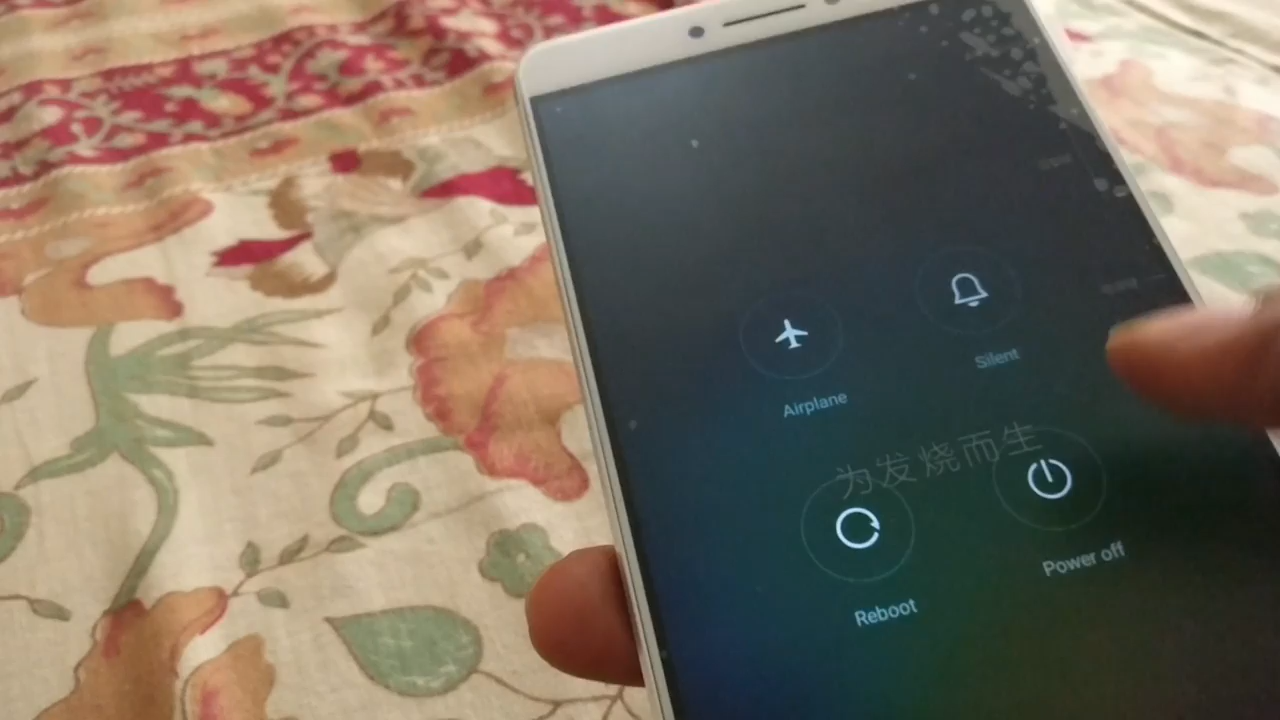 Silent
Airplane
为发烧而生
Power off
Reboot